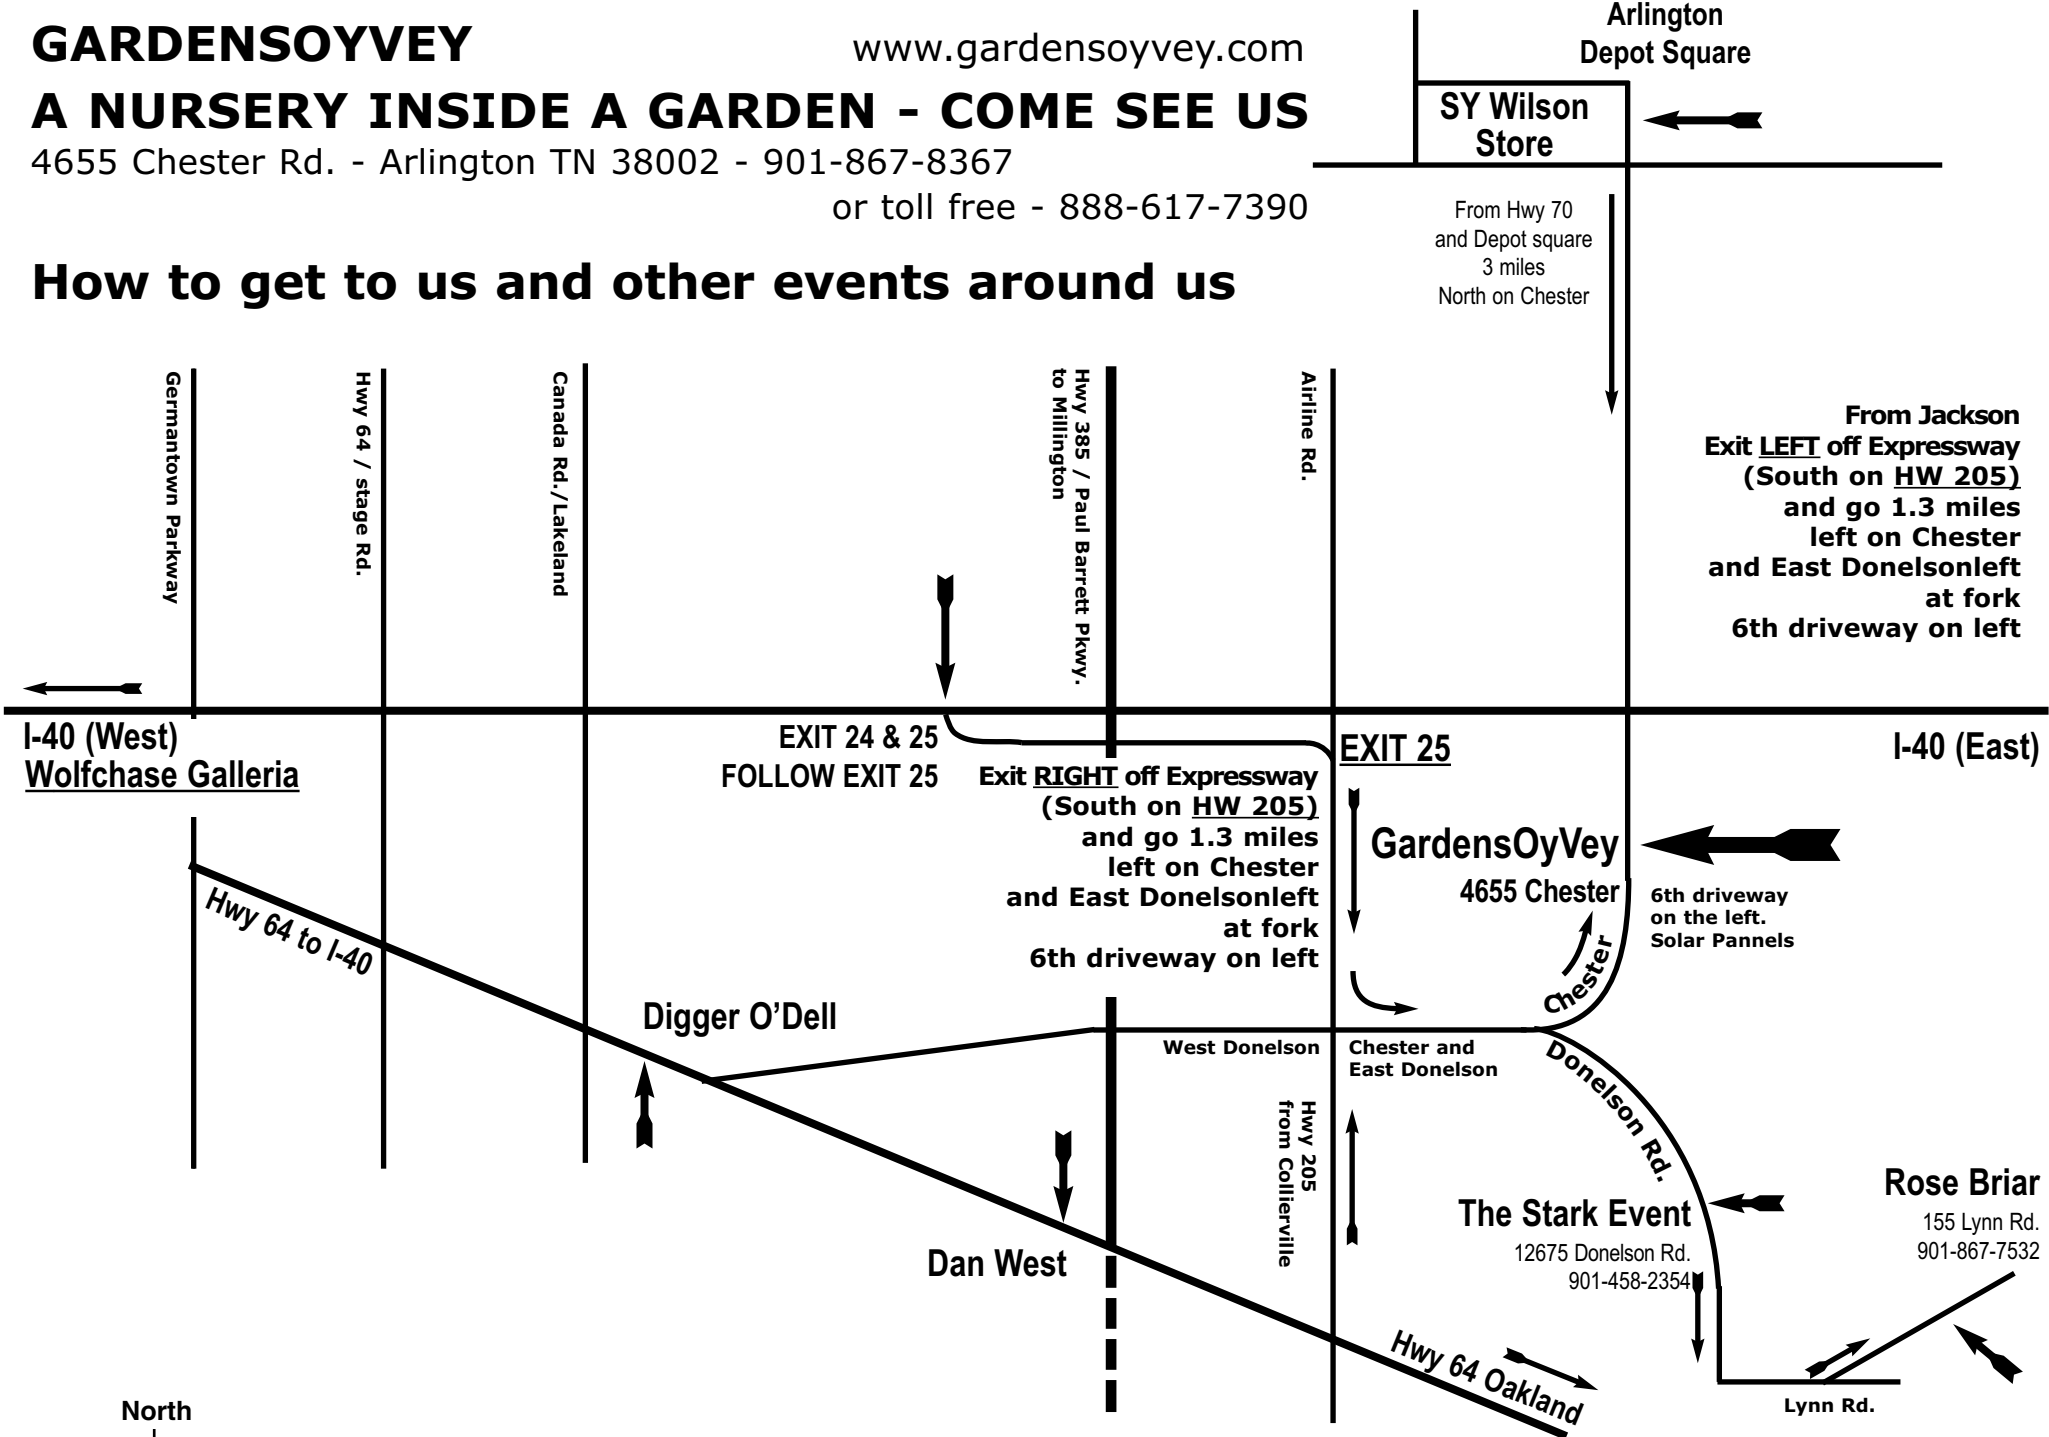 GARDENSOYVEY
www.gardensoyvey.com
A NURSERY INSIDE A GARDEN - COME SEE US
4655 Chester Rd. - Arlington TN 38002 - 901-867-8367
or toll free - 888-617-7390
How to get to us and other events around us
Arlington
Depot Square
SY Wilson
Store
From Hwy 70
and Depot square
3 miles
North on Chester
Germantown Parkway
Hwy 64 / stage Rd.
Canada Rd./Lakeland
Hwy 385 / Paul Barrett Pkwy.
to Millington
Airline Rd.
From Jackson
Exit LEFT off Expressway
(South on HW 205)
and go 1.3 miles
left on Chester
and East Donelsonleft
at fork
6th driveway on left
I-40 (West)
Wolfchase Galleria
EXIT 24 & 25
FOLLOW EXIT 25
EXIT 25
I-40 (East)
Exit RIGHT off Expressway
(South on HW 205)
and go 1.3 miles
left on Chester
and East Donelsonleft
at fork
6th driveway on left
GardensOyVey
4655 Chester
6th driveway
on the left.
Solar Pannels
Chester
Hwy 64 to I-40
Digger O’Dell
West Donelson
Chester and
East Donelson
Donelson Rd.
Hwy 205
from Collierville
Dan West
The Stark Event
12675 Donelson Rd.
901-458-2354
Rose Briar
155 Lynn Rd.
901-867-7532
Hwy 64 Oakland
Lynn Rd.
North